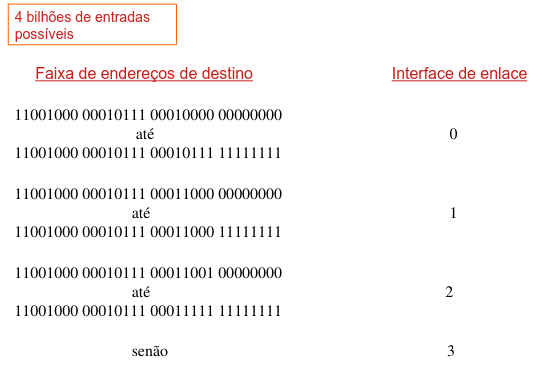 4 bilhões de entradas
possíveis
Faixa de endereços de destino Interface de enlace
11001000 00010111 00010000 00000000
até 0
11001000 00010111 00010111 11111111
11001000 00010111 00011000 00000000
até 1
11001000 00010111 00011000 11111111
11001000 00010111 00011001 00000000
até 2
11001000 00010111 00011111 11111111
senão 3